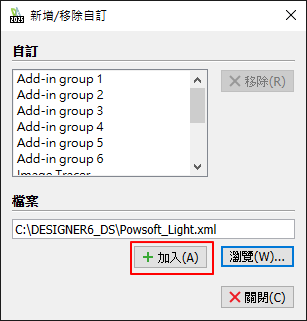 新增/移除自訂
自訂
Add-in group 1
Add-in group 2
Add-in group 3
Add-in group 4
Add-in group 5
Add-in group 6
Image Tracer
移除(R)
檔案
C:\DESIGNER6_DS\Powsoft_Light.xml
加入(A)
瀏覽(W)...
關閉(C)